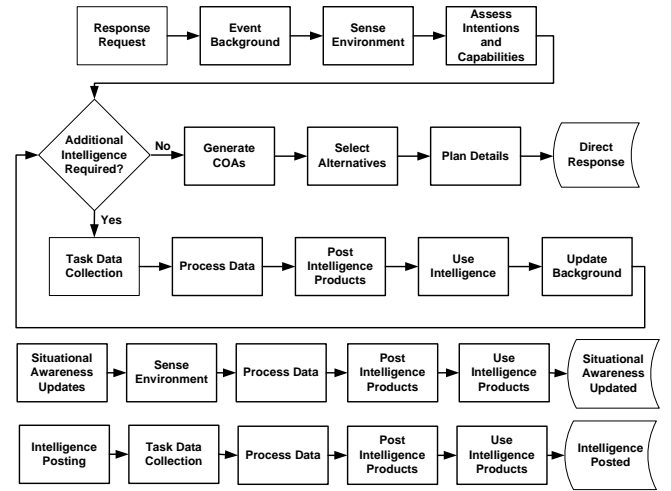 Response
Request
Event
Background
Sense
Environment
Assess
Intentions
and
Capabilities
Additional
Intelligence
Required?
No
Generate
COAs
Select
Alternatives
Plan Details
Direct
Response
Yes
Task Data
Collection
Process Data
Post
Intelligence
Products
Use
Intelligence
Update
Background
Situational
Awareness
Updates
Sense
Environment
Process Data
Post
Intelligence
Products
Use
Intelligence
Products
Situational
Awareness
Updated
Intelligence
Posting
Task Data
Collection
Process Data
Post
Intelligence
Products
Use
Intelligence
Products
Intelligence
Posted